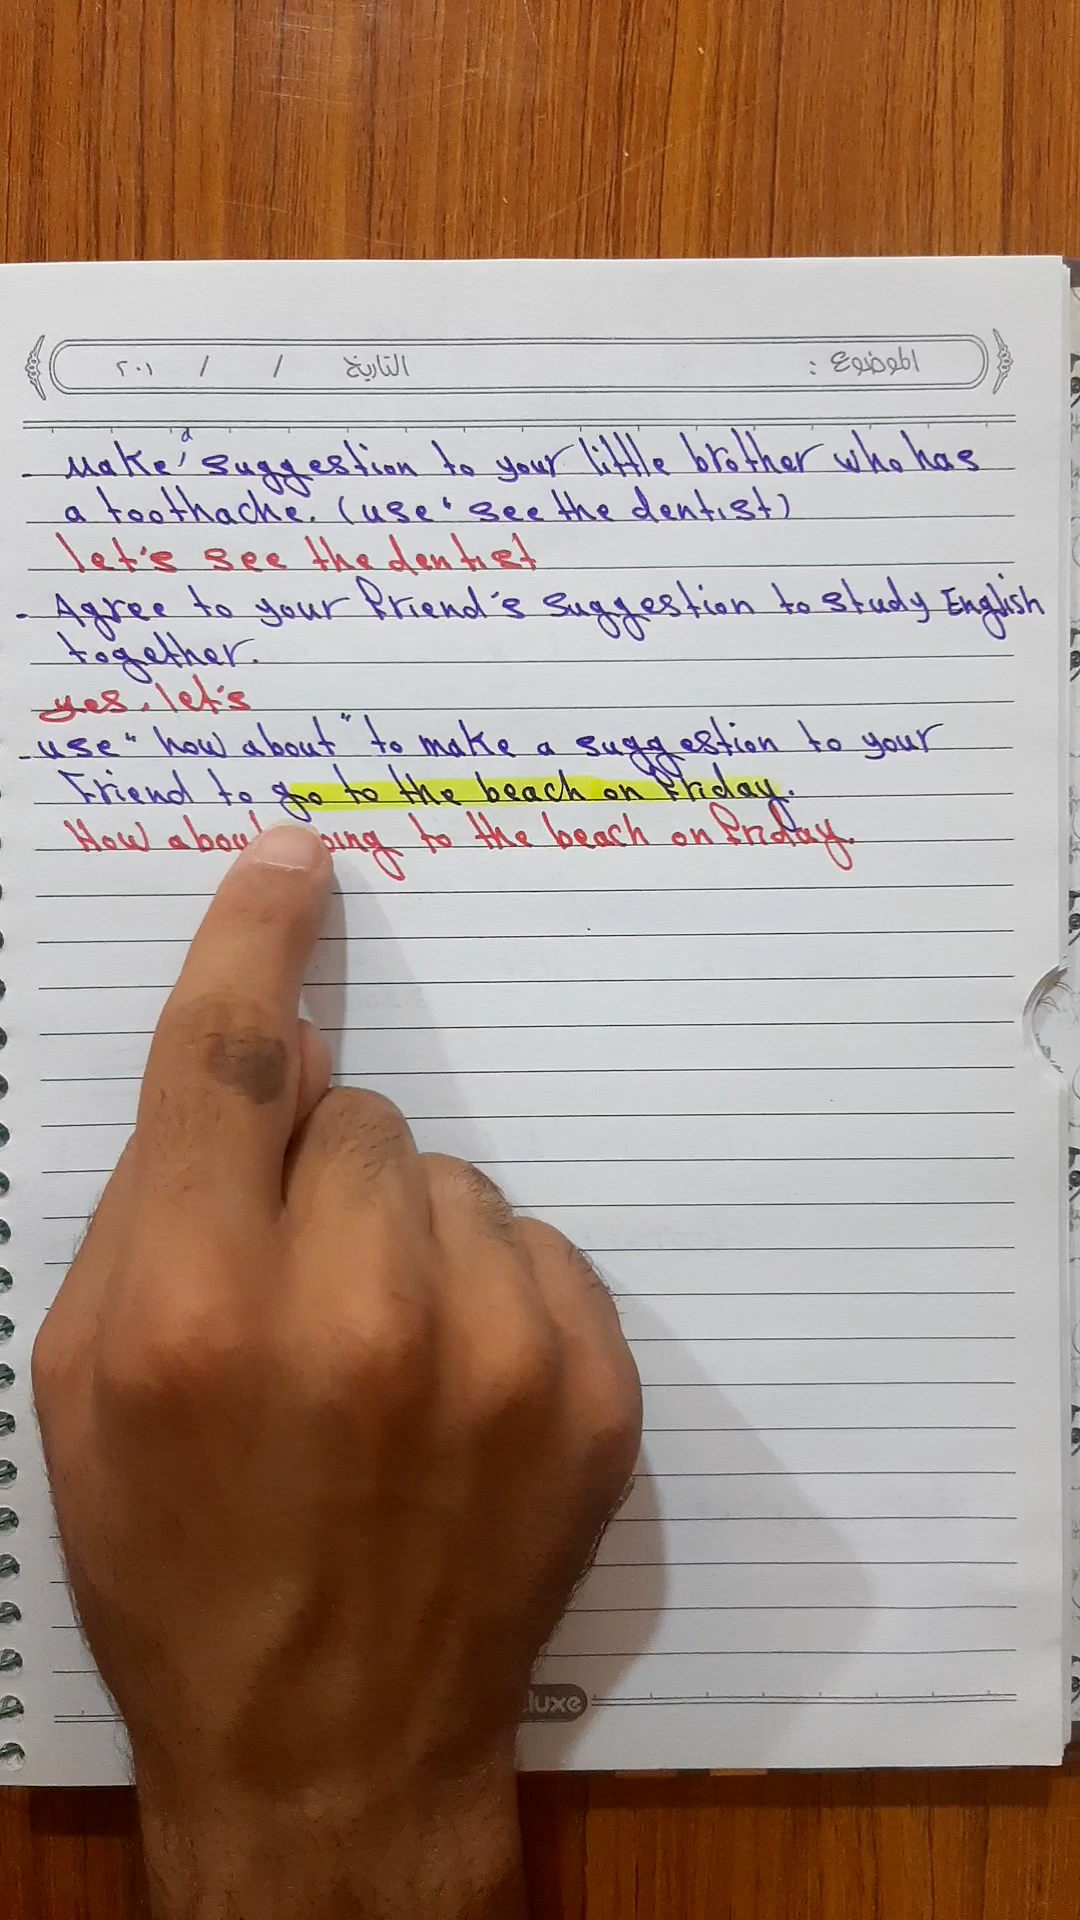 الموضوع : التاريخ / / ٢٠١
- Make a suggestion to your little brother who has
a toothache. (use "see the dentist)
let's see the dentist
- Agree to your friend's suggestion to study English
together.
yes, let's
- use "how about" to make a suggestion to your
Friend to go to the beach on Friday.
How about going to the beach on Friday.
luxe